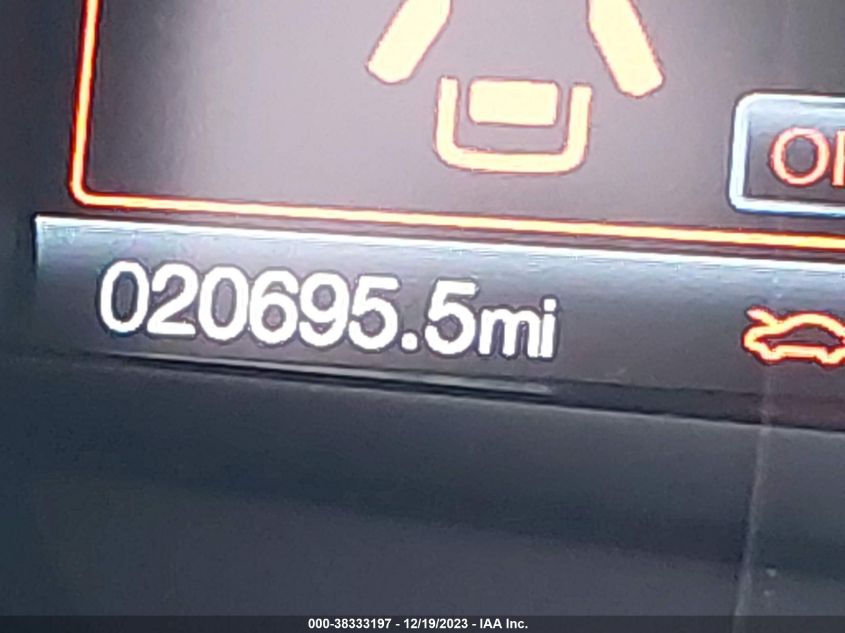 020695.5mi
000-38333197 - 12/19/2023 - IAA Inc.